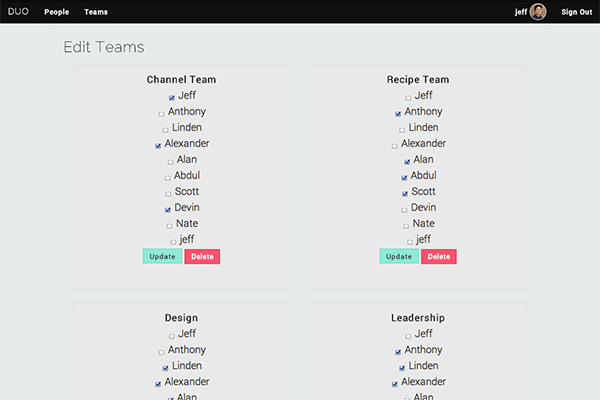 DUO People Teams jeff Sign Out
Edit Teams
Channel Team
Jeff
Anthony
Linden
Alexander
Alan
Abdul
Scott
Devin
Nate
jeff
Update Delete
Recipe Team
Jeff
Anthony
Linden
Alexander
Alan
Abdul
Scott
Devin
Nate
jeff
Update Delete
Design
Jeff
Anthony
Linden
Alexander
Alan
Leadership
Jeff
Anthony
Linden
Alexander
Alan